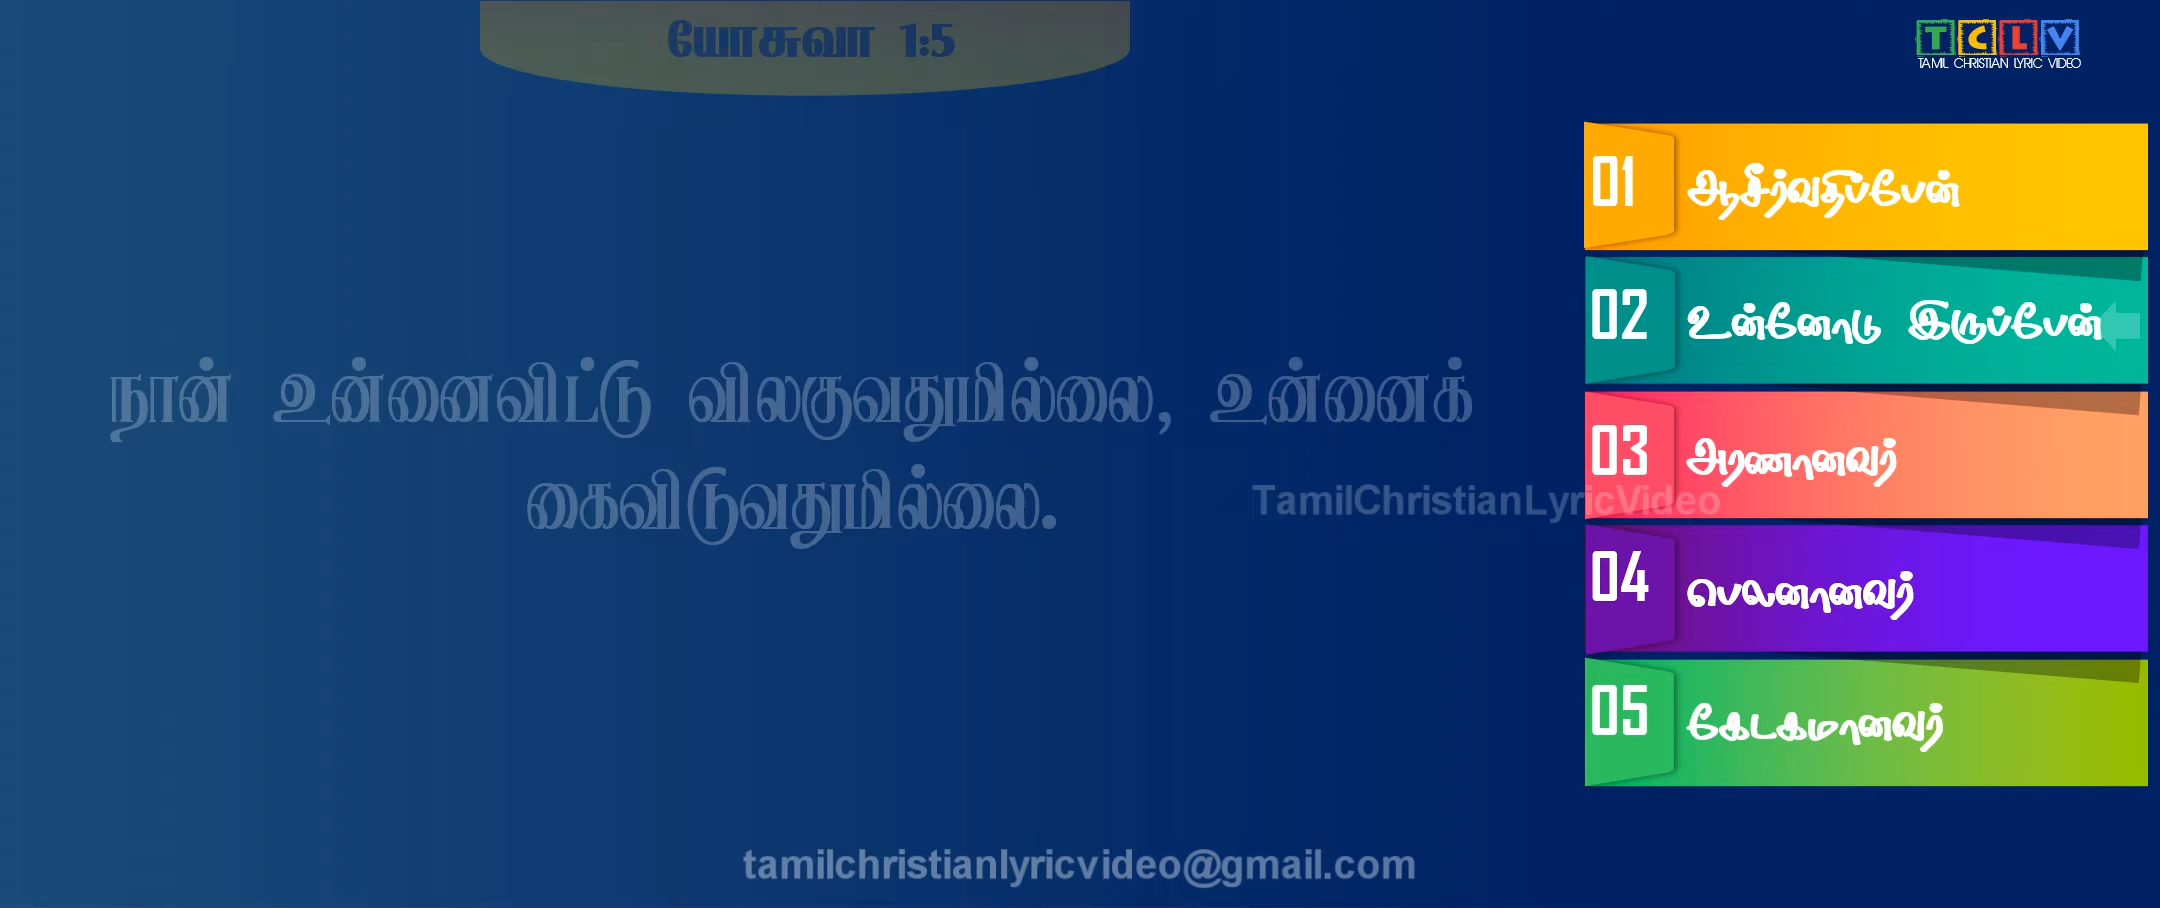 யோசுவா 1:5
TCLV
TAMIL CHRISTIAN LYRIC VIDEO
நான் உன்னைவிட்டு விலகுவதுமில்லை, உன்னைக்
கைவிடுவதுமில்லை.
01 ஆசீர்வதிப்பேன்
02 உன்னோடு இருப்பேன்
03 அரணானவர்
04 பெலனானவர்
05 கேடகமானவர்
TamilChristianLyricVideo
tamilchristianlyricvideo@gmail.com